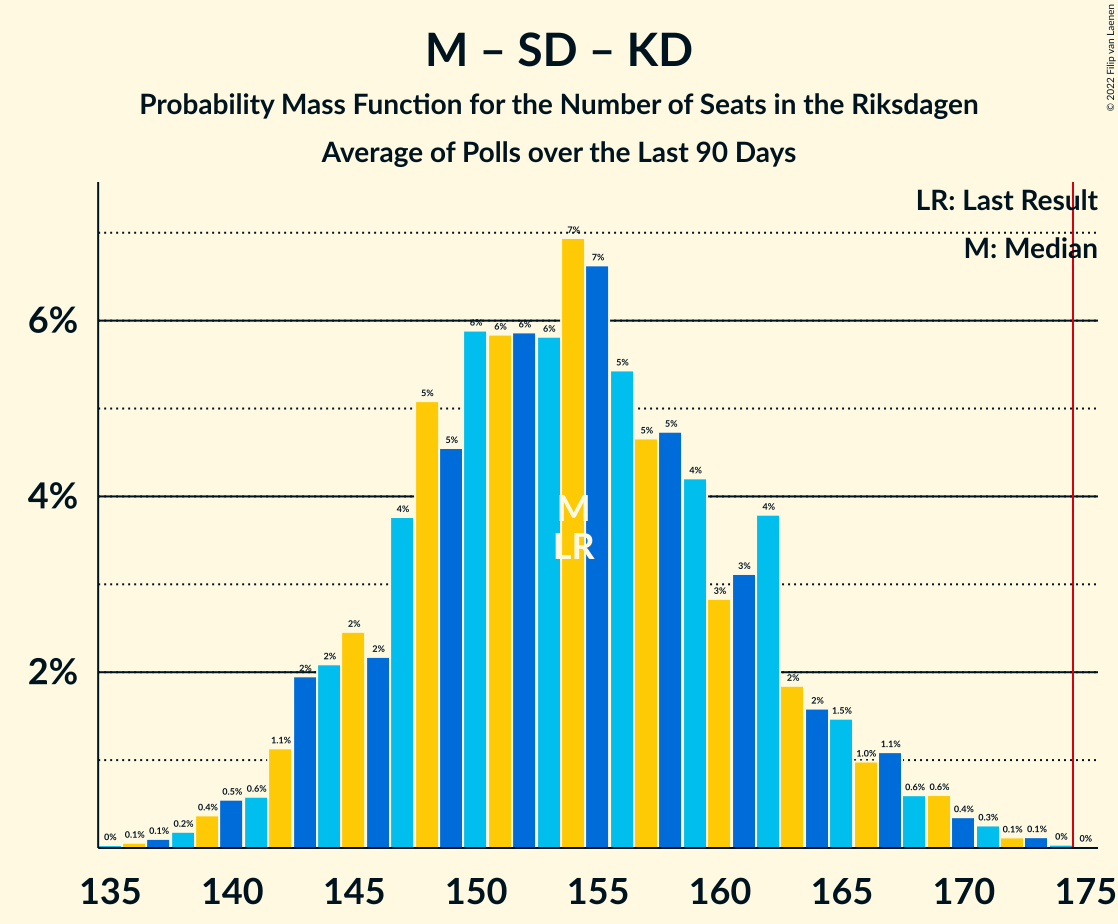 M – SD – KD
Probability Mass Function for the Number of Seats in the Riksdagen
Average of Polls over the Last 90 Days
© 2022 Filip van Laenen
LR: Last Result
M: Median
6%
4%
2%
0% 0.1% 0.1% 0.2% 0.4% 0.5% 0.6% 1.1% 2% 2% 2% 2% 4% 5% 5% 6% 6% 6% 6% 7% 7% 5% 5% 5% 4% 3% 3% 4% 2% 2% 1.5% 1.0% 1.1% 0.6% 0.6% 0.4% 0.3% 0.1% 0.1% 0% 0%
M
LR
135 140 145 150 155 160 165 170 175